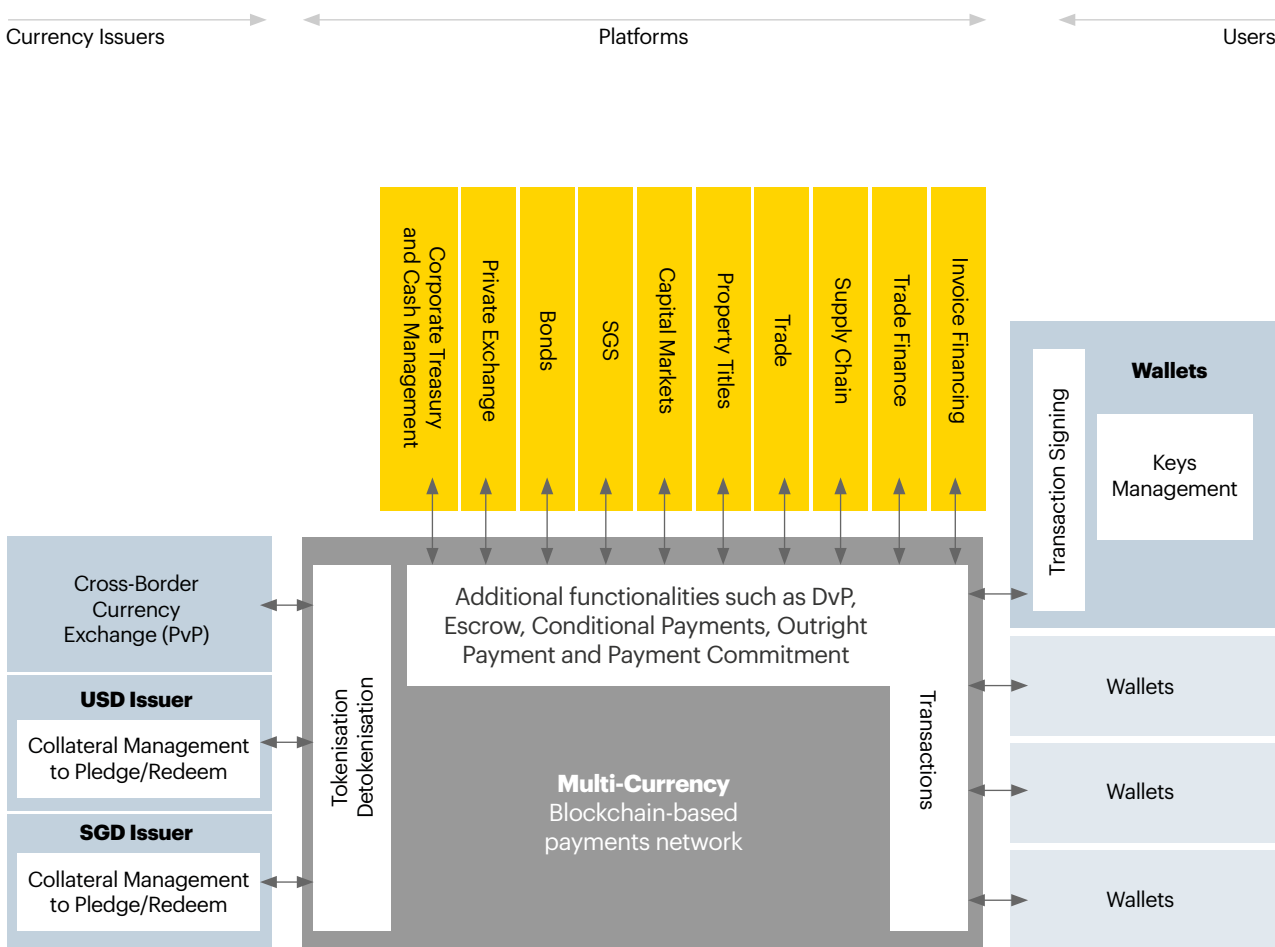 Currency Issuers
Platforms
Users
Corporate Treasury
and Cash Management
Private Exchange
Bonds
SGS
Capital Markets
Property Titles
Trade
Supply Chain
Trade Finance
Invoice Financing
Cross-Border
Currency
Exchange (PvP)
USD Issuer
Collateral Management
to Pledge/Redeem
SGD Issuer
Collateral Management
to Pledge/Redeem
Tokenisation
Detokenisation
Additional functionalities such as DvP,
Escrow, Conditional Payments, Outright
Payment and Payment Commitment
Multi-Currency
Blockchain-based
payments network
Transactions
Wallets
Transaction Signing
Keys
Management
Wallets
Wallets
Wallets